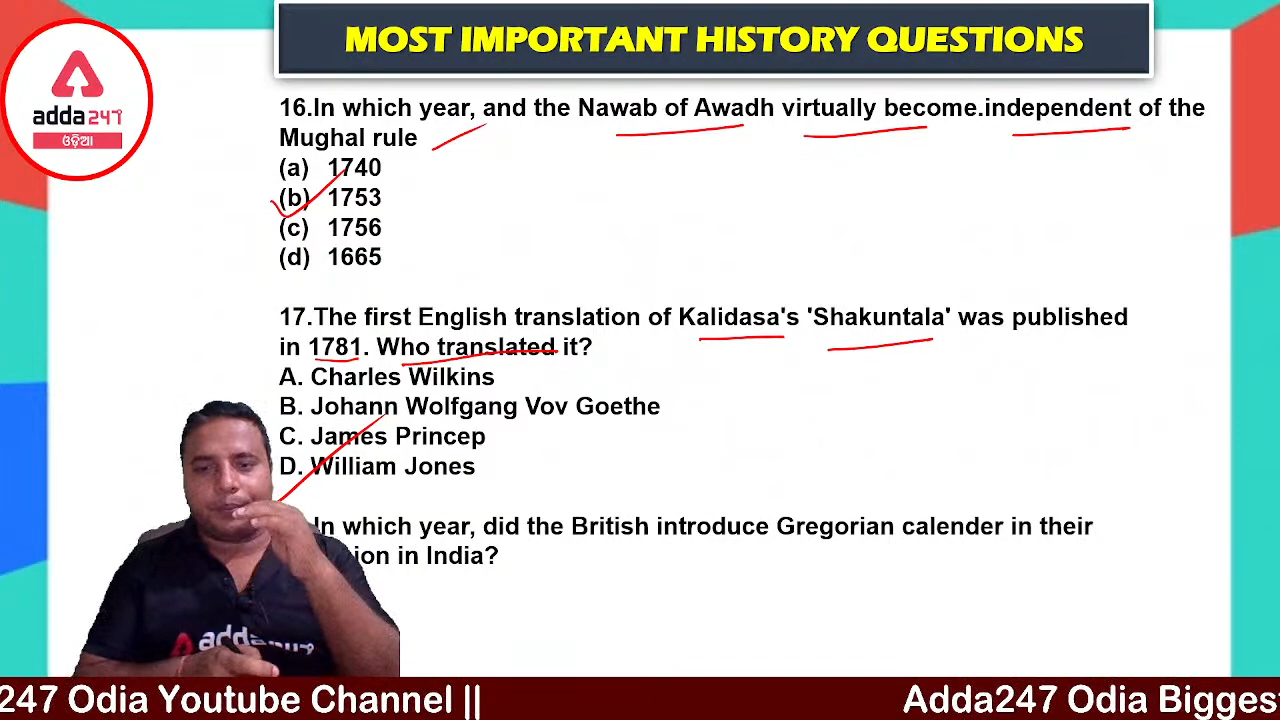 MOST IMPORTANT HISTORY QUESTIONS
adda247
ଓଡ଼ିଆ
16.In which year, and the Nawab of Awadh virtually become.independent of the
Mughal rule
(a) 1740
(b) 1753
(c) 1756
(d) 1665
17.The first English translation of Kalidasa's 'Shakuntala' was published
in 1781. Who translated it?
A. Charles Wilkins
B. Johann Wolfgang Vov Goethe
C. James Princep
D. William Jones
In which year, did the British introduce Gregorian calender in their
in India?
247 Odia Youtube Channel || Adda247 Odia Bigges